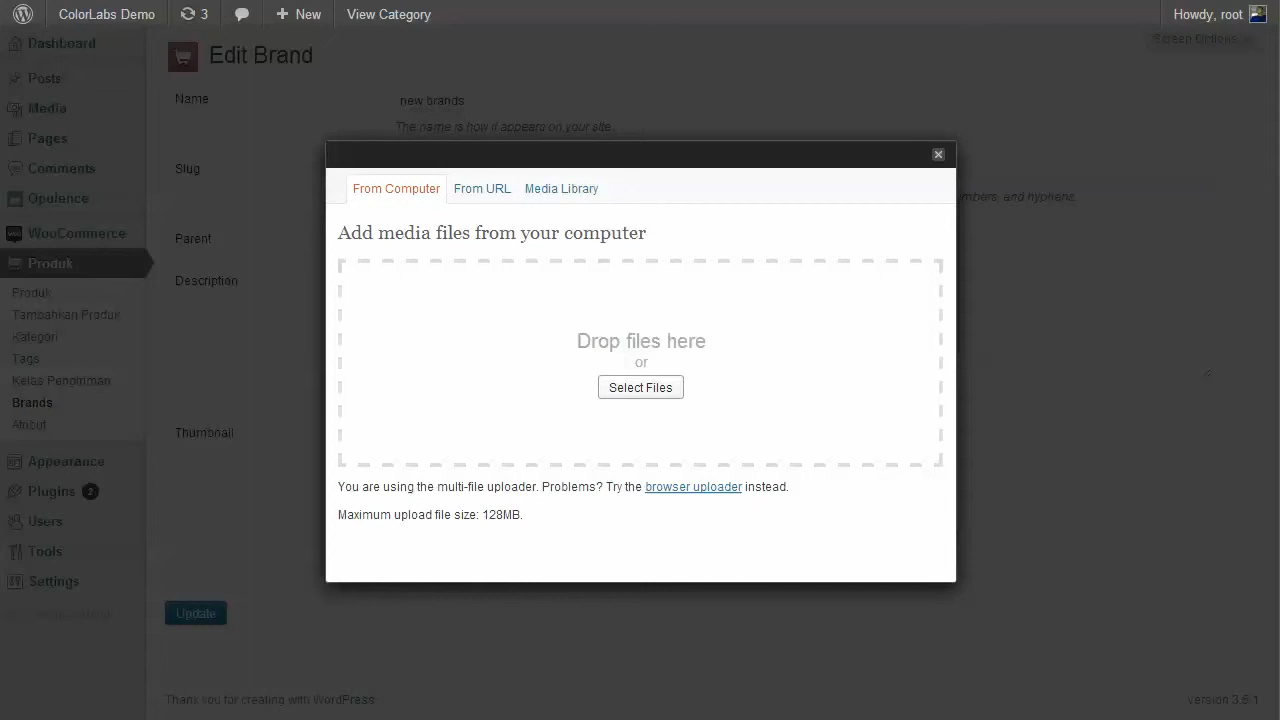 ColorLabs Demo 3 New View Category Howdy, root
Dashboard
Posts
Media
Pages
Comments
Opulence
WooCommerce
Produk
Produk
Tambahkan Produk
Kategori
Tags
Kelas Pengiriman
Brands
Atribut
Appearance
Plugins 2
Users
Tools
Settings
Screen Options
Edit Brand
Name
new brands
The name is how it appears on your site.
Slug
numbers, and hyphens.
Parent
Description
Thumbnail
Update
Thank you for creating with WordPress
Version 3.5.1
From Computer From URL Media Library
Add media files from your computer
Drop files here
or
Select Files
You are using the multi-file uploader. Problems? Try the browser uploader instead.
Maximum upload file size: 128MB.